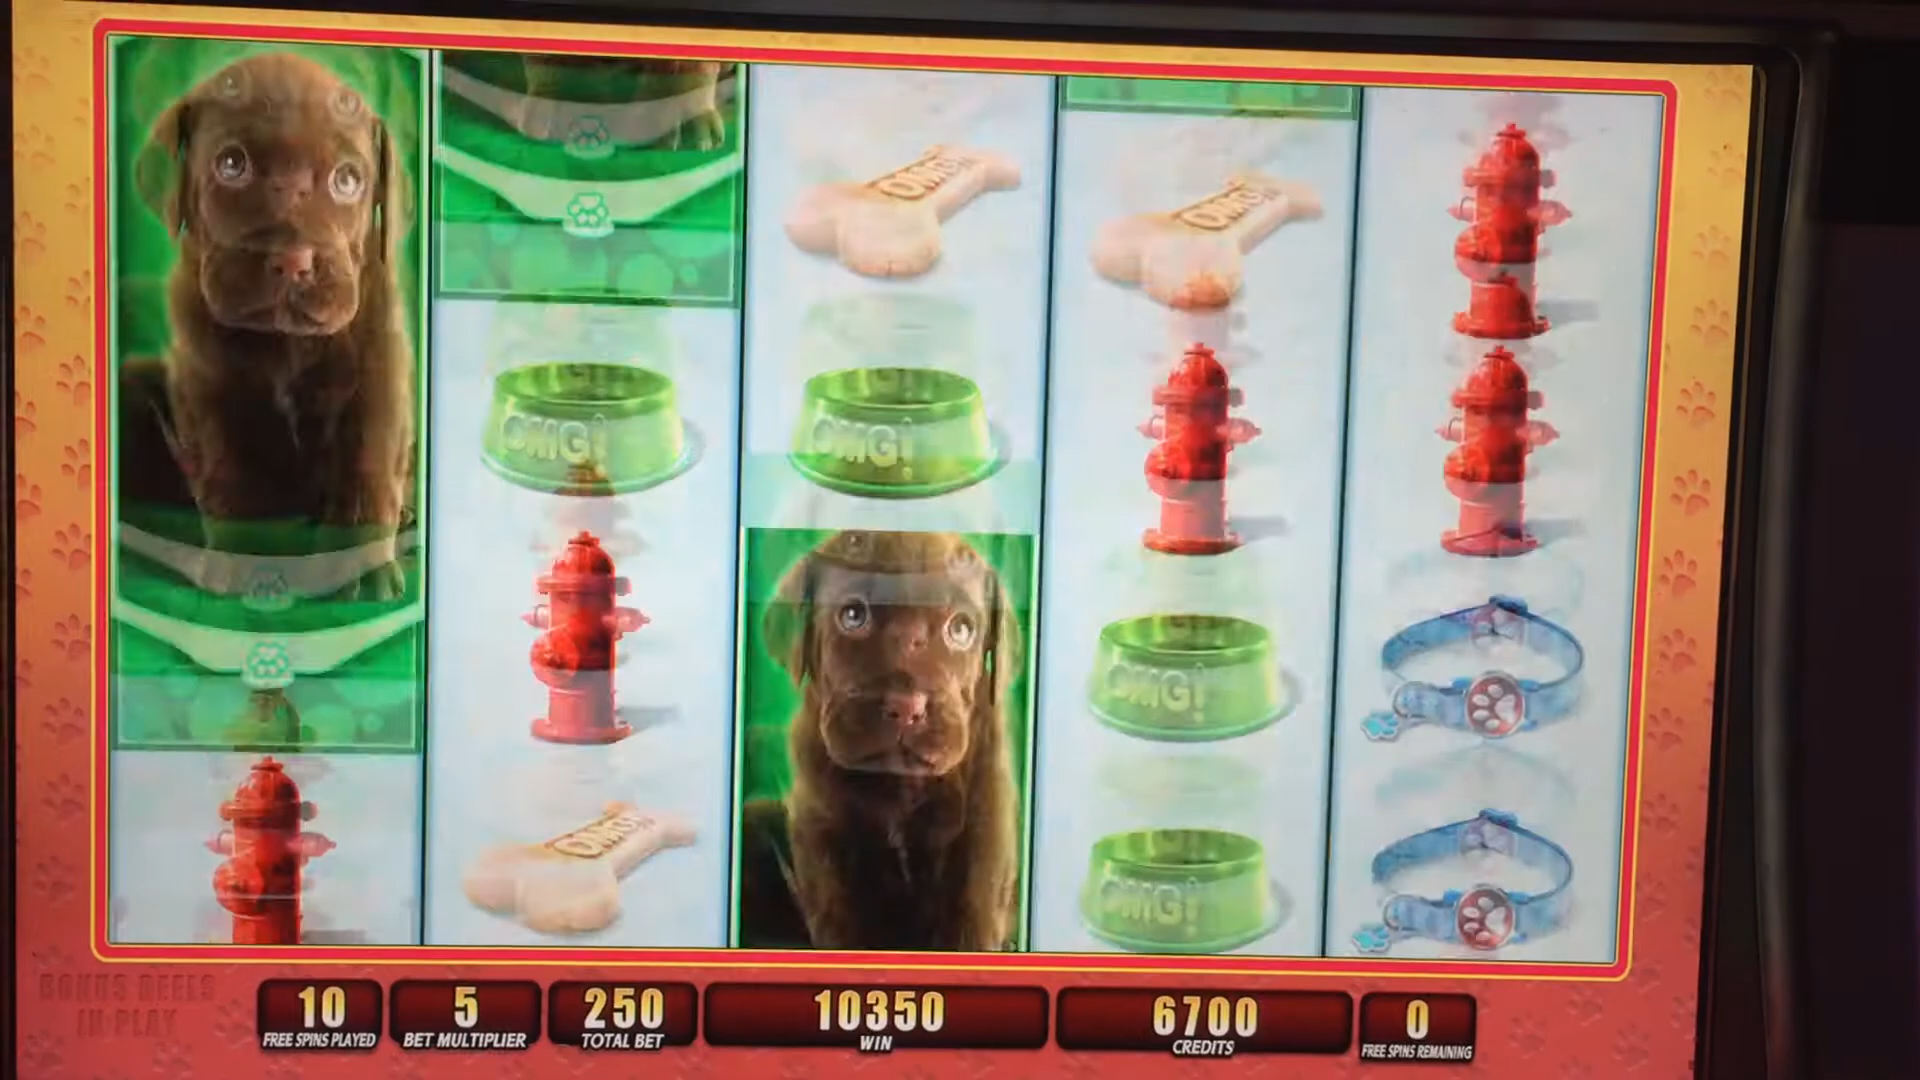 OMG!
OMG!
OMG!
OMG!
OMG!
OMG!
OMG!
BONUS REELS
IN PLAY
10
FREE SPINS PLAYED
5
BET MULTIPLIER
250
TOTAL BET
10350
WIN
6700
CREDITS
0
FREE SPINS REMAINING